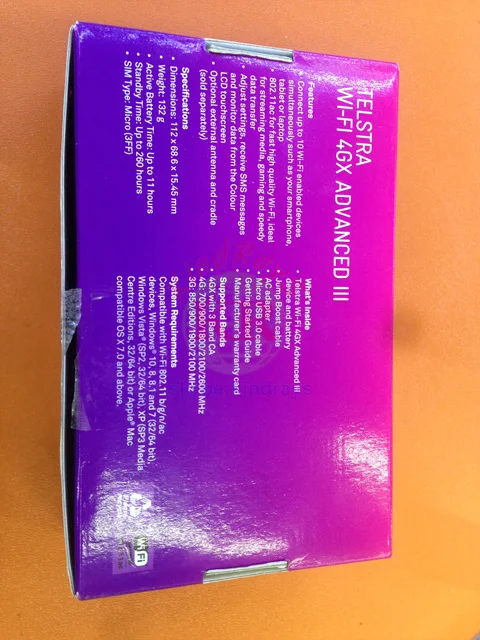 TELSTRA
WI-FI 4GX ADVANCED III
Features
• Connect up to 10 Wi-Fi enabled devices
simultaneously such as your smartphone,
tablet or laptop
• 802.11ac for fast high quality Wi-Fi, ideal
for streaming media, gaming and speedy
data transfer
• Adjust settings, receive SMS messages
and monitor data from the Colour
LCD touchscreen
• Optional external antenna and cradle
(sold separately)
Specifications
• Dimensions: 112 x 68.6 x 15.45 mm
• Weight: 132 g
• Active Battery Time: Up to 11 hours
• Standby Time: Up to 260 hours
• SIM Type: Micro (3FF)
What's Inside
• Telstra Wi-Fi 4GX Advanced III
device and battery
• Jump Boost cable
• AC adapter
• Micro USB 3.0 cable
• Getting Started Guide
• Manufacturer's warranty card
Supported Bands
• 4GX with 3 Band CA
• 4G: 700/900/1800/2100/2600 MHz
• 3G: 850/900/1900/2100 MHz
System Requirements
Compatible with Wi-Fi 802.11 b/g/n/ac
devices, Windows® 10, 8, 8.1 and 7 (32/64 bit),
Windows Vista® (SP2, 32/64 bit), XP (SP3 Media
Centre Editions, 32/64 bit) or Apple® Mac
compatible OS X 7.0 and above.
Wi Fi